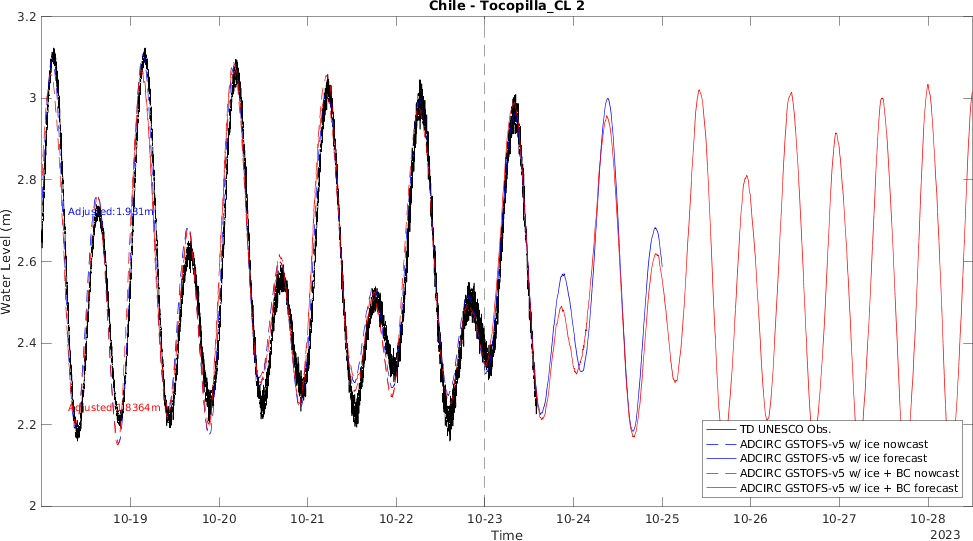 Chile - Tocopilla_CL 2
3.2
3
2.8
2.6
2.4
2.2
2
Water Level (m)
Adjusted:1.931m
Adjusted:1.8364m
TD UNESCO Obs.
ADCIRC GSTOFS-v5 w/ ice nowcast
ADCIRC GSTOFS-v5 w/ ice forecast
ADCIRC GSTOFS-v5 w/ ice + BC nowcast
ADCIRC GSTOFS-v5 w/ ice + BC forecast
10-19 10-20 10-21 10-22 10-23 10-24 10-25 10-26 10-27 10-28
2023
Time